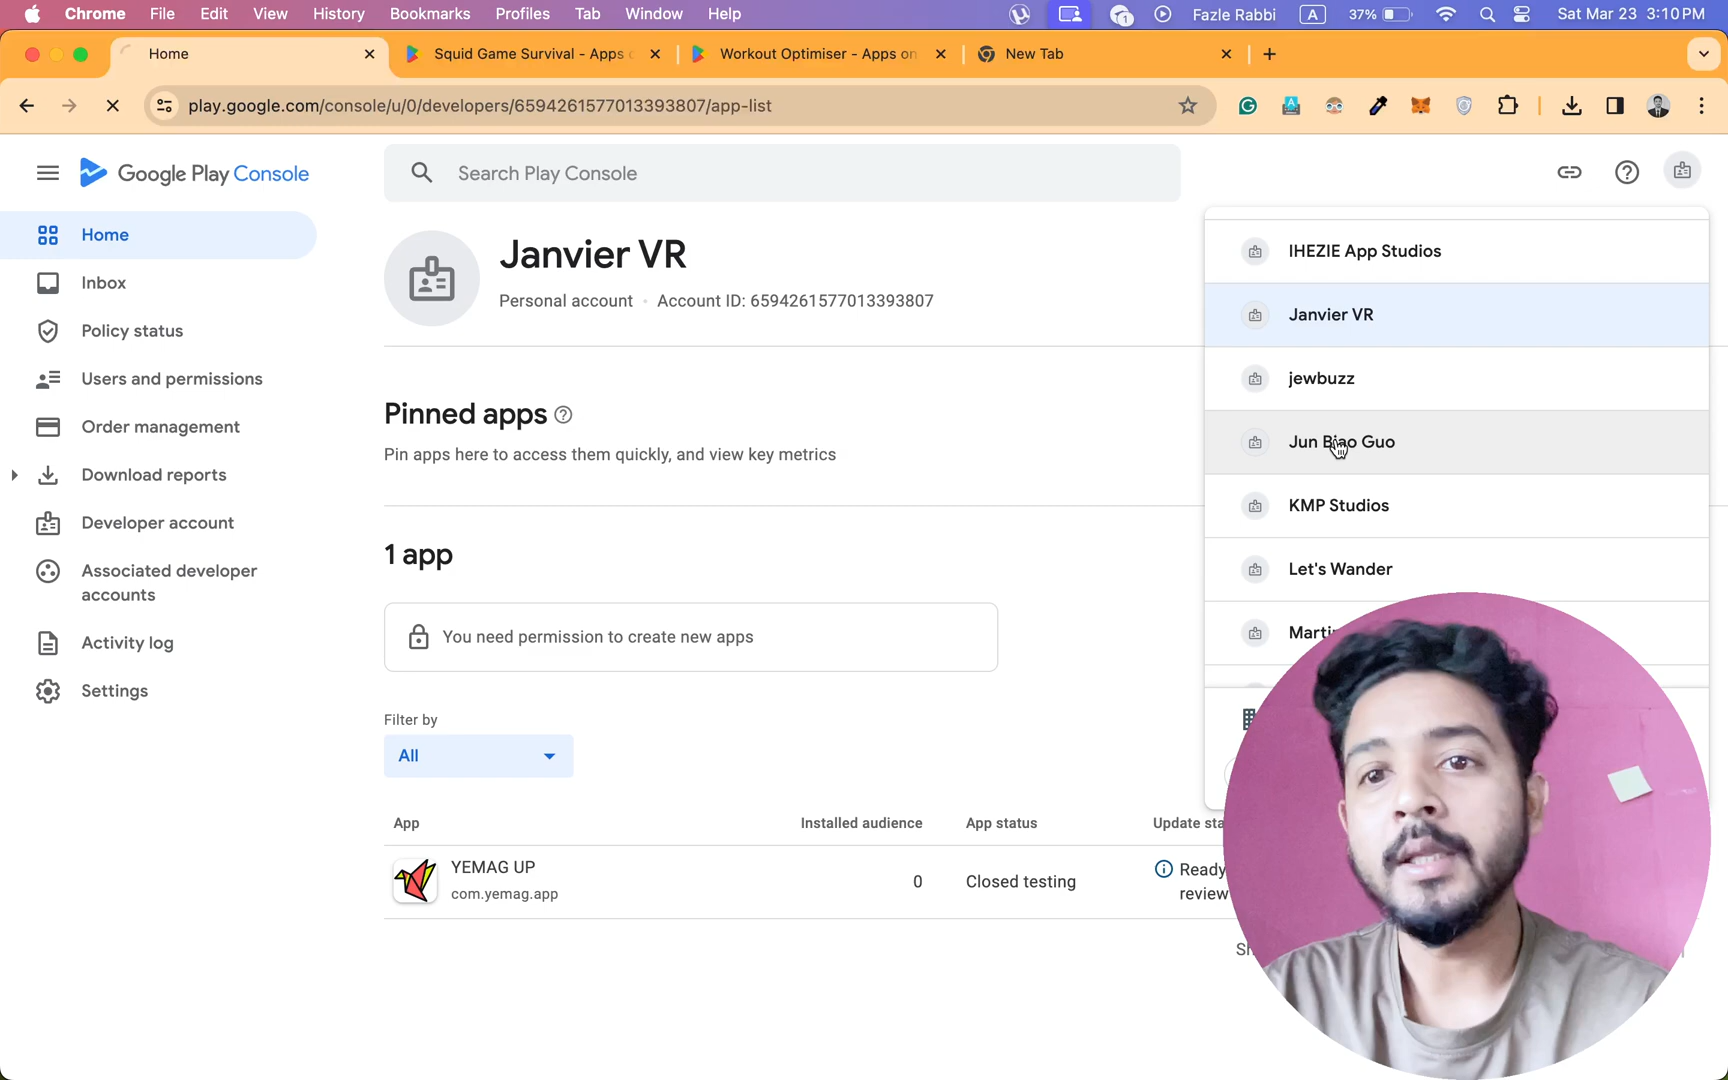 Chrome File Edit View History Bookmarks Profiles Tab Window Help 1 Fazle Rabbi A 37% Sat Mar 23 3:10 PM
Home Squid Game Survival - Apps Workout Optimiser - Apps on New Tab
play.google.com/console/u/0/developers/6594261577013393807/app-list
Google Play Console
Search Play Console
Home
Inbox
Policy status
Users and permissions
Order management
Download reports
Developer account
Associated developer
accounts
Activity log
Settings
Janvier VR
Personal account • Account ID: 6594261577013393807
Pinned apps
Pin apps here to access them quickly, and view key metrics
1 app
You need permission to create new apps
Filter by
All
App Installed audience App status Update sta
YEMAG UP
com.yemag.app
0
Closed testing
Ready
review
IHEZIE App Studios
Janvier VR
jewbuzz
Jun Biao Guo
KMP Studios
Let's Wander